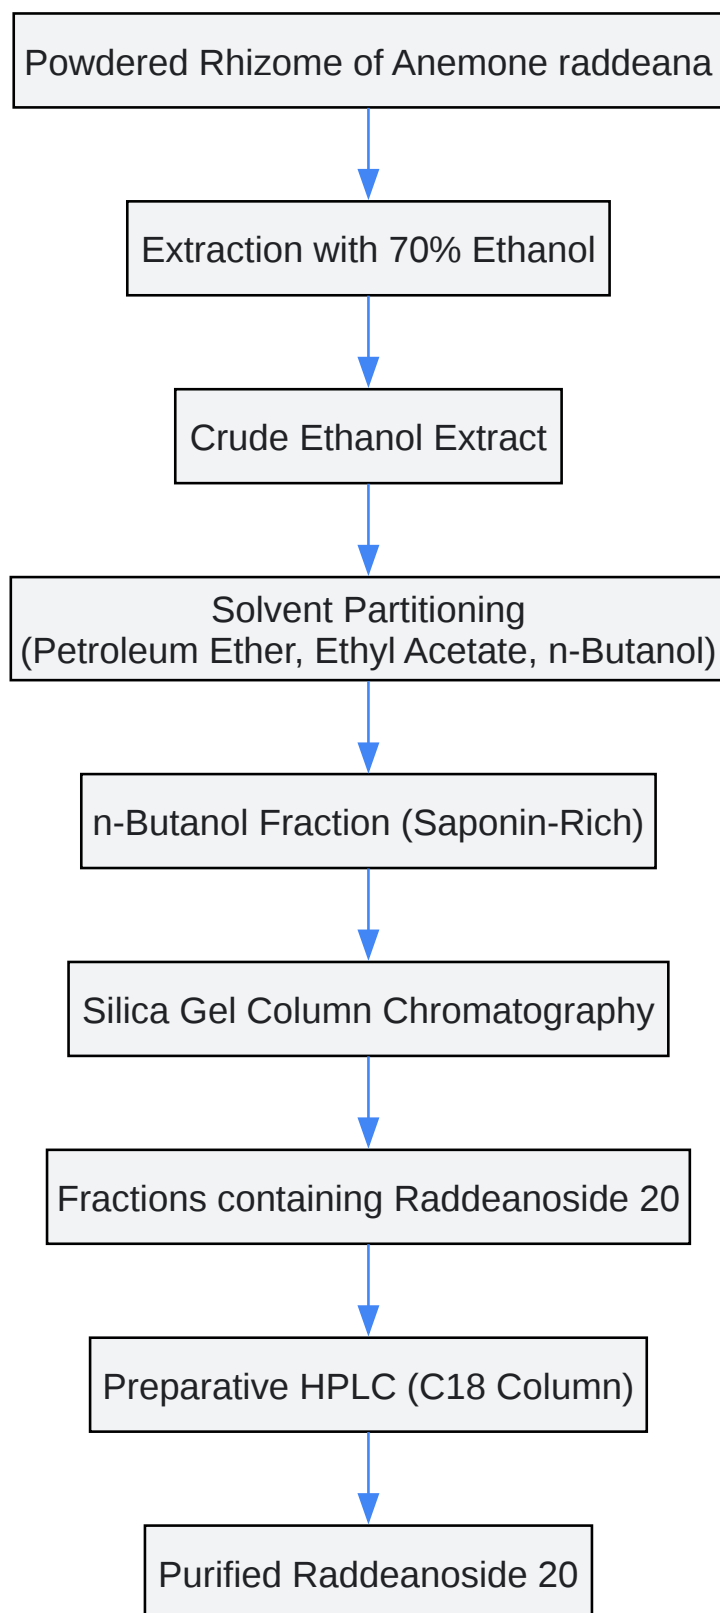 Powdered Rhizome of Anemone raddeana
Extraction with 70% Ethanol
Crude Ethanol Extract
Solvent Partitioning
(Petroleum Ether, Ethyl Acetate, n-Butanol)
n-Butanol Fraction (Saponin-Rich)
Silica Gel Column Chromatography
Fractions containing Raddeanoside 20
Preparative HPLC (C18 Column)
Purified Raddeanoside 20